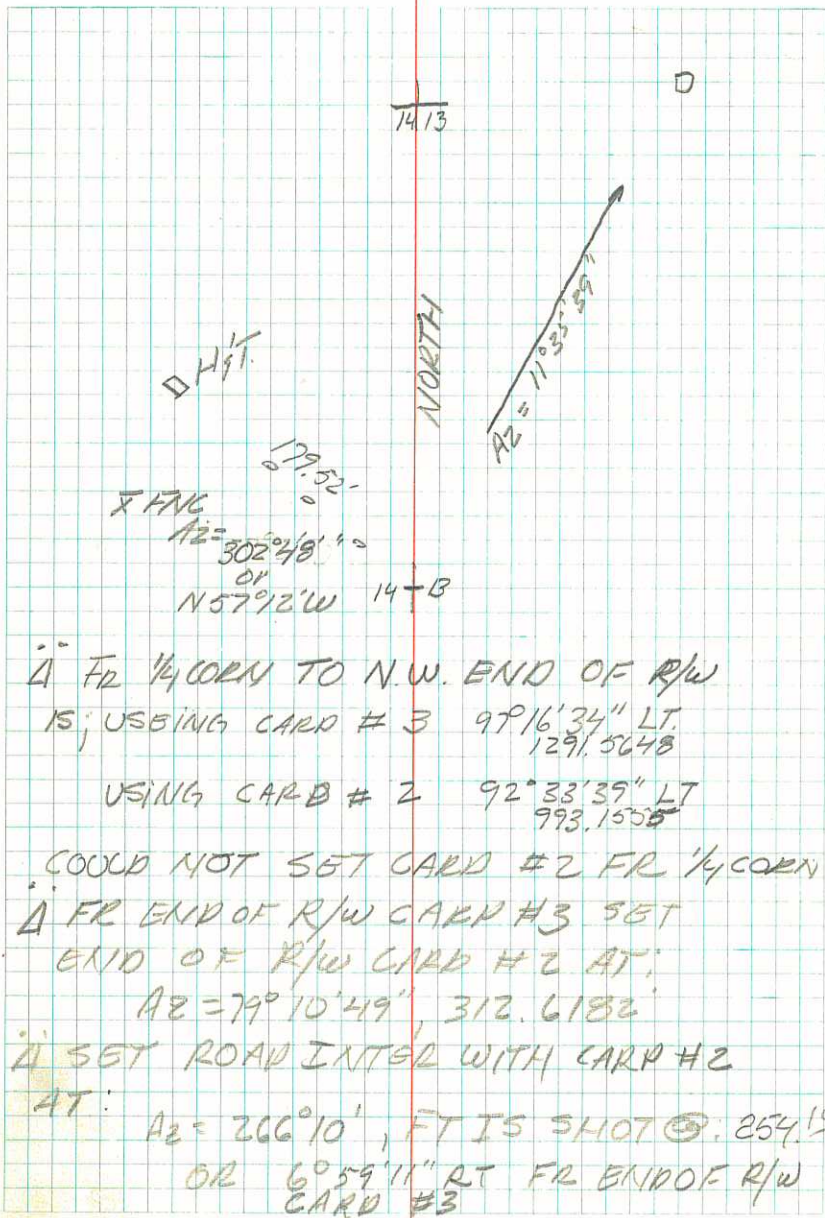 14 13
NORTH
Az = 11°35'39"
H&T.
179.52'
X FNC
Az=
302°48'"
or
N57°12'W
14 13
Δ FR 1/4 CORN TO N.W. END OF R/W
IS; USEING CARD # 3 97°16'34" LT.
1291.5648
USING CARD # 2 92°33'39" LT
993.1555
COULD NOT SET CARD #2 FR 1/4 CORN
Δ FR END OF R/W CARD #3 SET
END OF R/W CARD #2 AT;
Az = 79°10'49", 312.6182'
Δ SET ROAD INTER WITH CARD #2
AT:
Az = 266°10', FT IS SHOT @: 254.
OR 6°59'11" RT FR END OF R/W
CARD #3